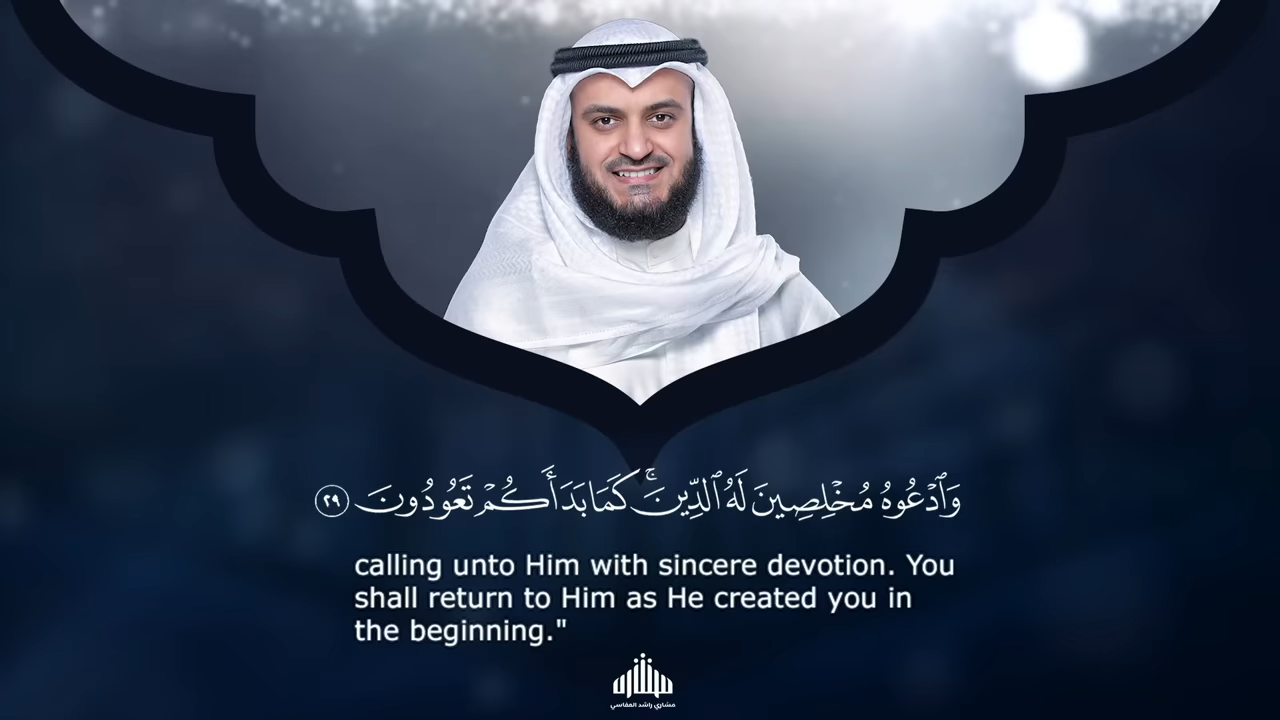 وَٱدۡعُوهُ مُخۡلِصِينَ لَهُ ٱلدِّينَۚ كَمَا بَدَأَكُمۡ تَعُودُونَ ٢٩
calling unto Him with sincere devotion. You
shall return to Him as He created you in
the beginning."
مشاري راشد العفاسي